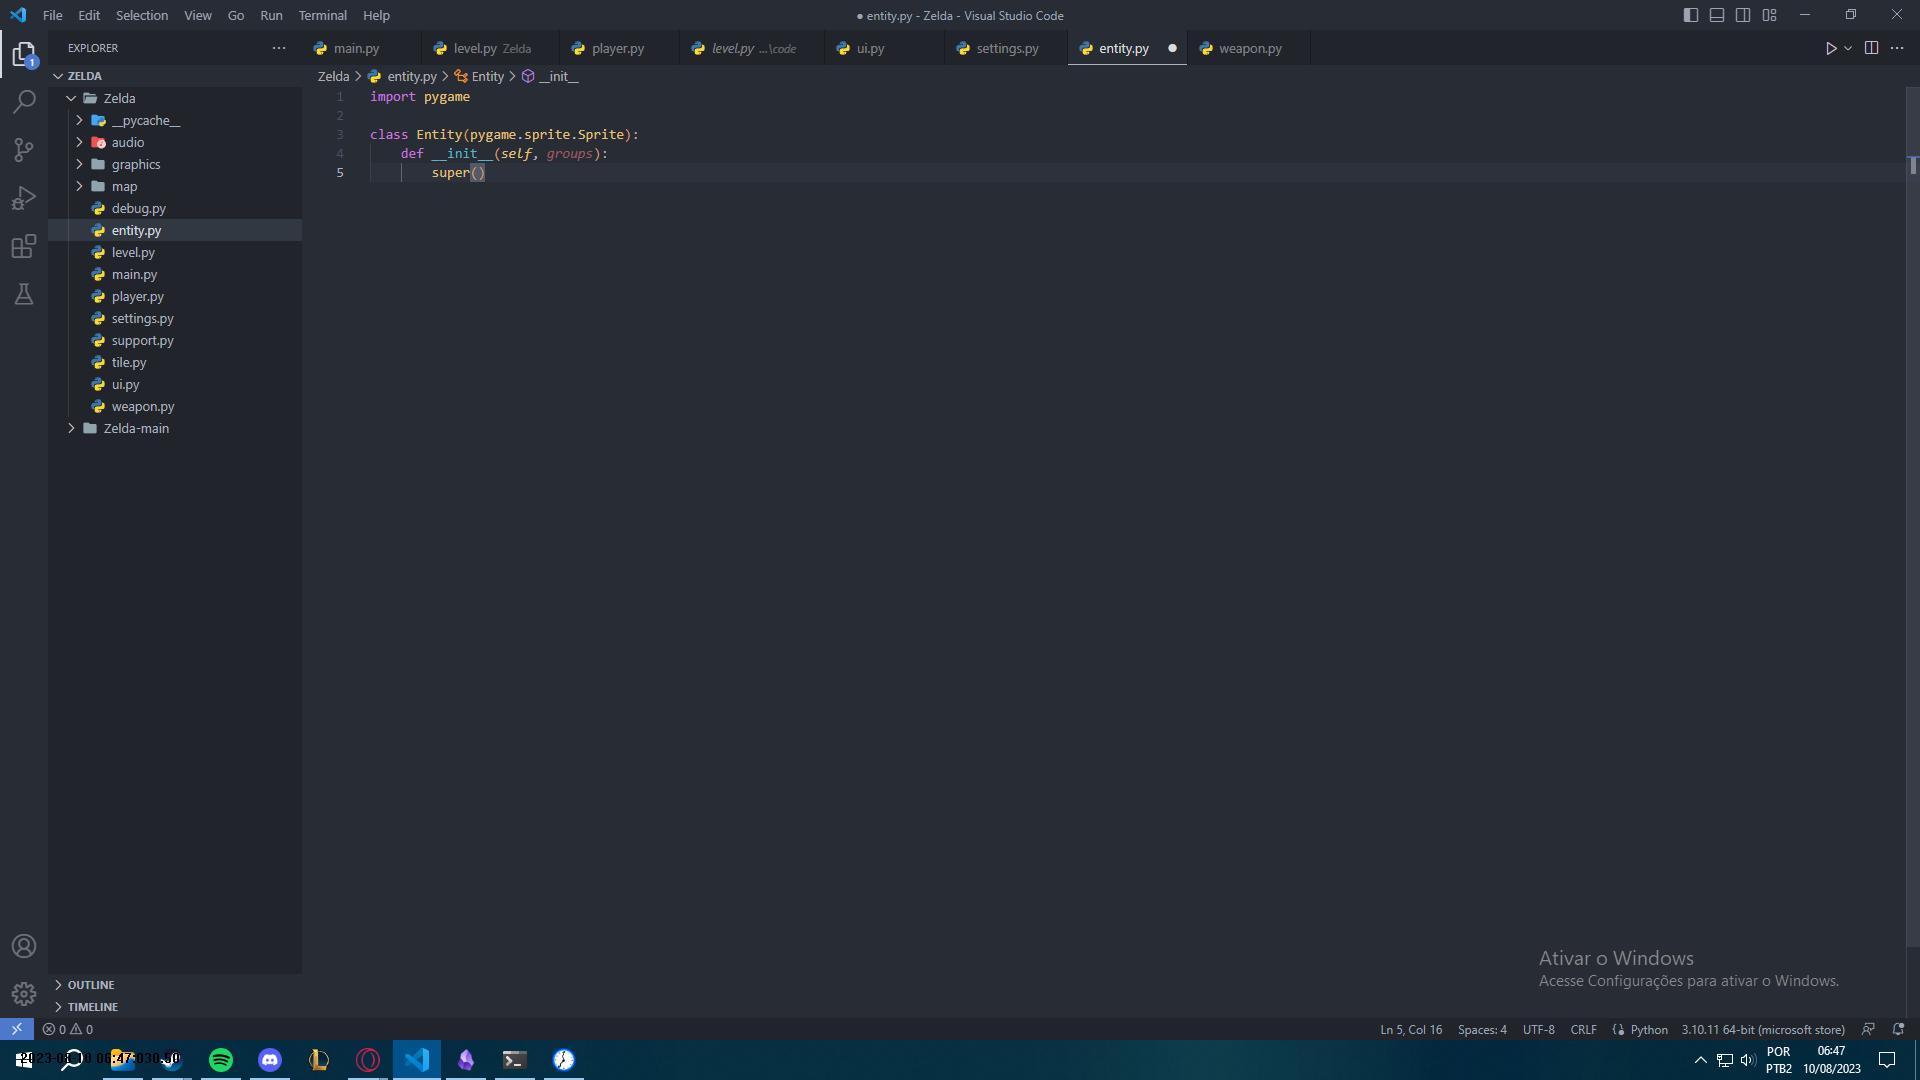 File Edit Selection View Go Run Terminal Help
● entity.py - Zelda - Visual Studio Code
EXPLORER
main.py
level.py Zelda
player.py
level.py ...\code
ui.py
settings.py
entity.py
weapon.py
1
ZELDA
Zelda
__pycache__
audio
graphics
map
debug.py
entity.py
level.py
main.py
player.py
settings.py
support.py
tile.py
ui.py
weapon.py
Zelda-main
OUTLINE
TIMELINE
Zelda > entity.py > Entity > __init__
1 import pygame
2
3 class Entity(pygame.sprite.Sprite):
4 def __init__(self, groups):
5 super()
Ativar o Windows
Acesse Configurações para ativar o Windows.
0 0
Ln 5, Col 16 Spaces: 4 UTF-8 CRLF Python 3.10.11 64-bit (microsoft store)
2023-08-10 06:47:030.50
POR
PTB2
06:47
10/08/2023